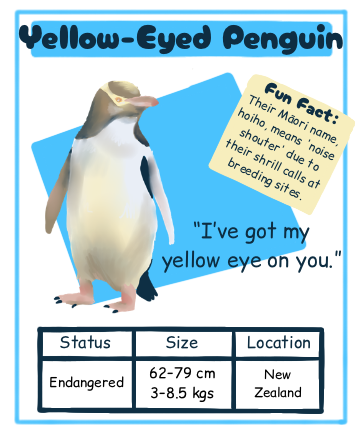 Yellow-Eyed Penguin
Fun Fact:
Their Māori name,
hoiho, means 'noise
shouter' due to
their shrill calls at
breeding sites.
"I've got my
yellow eye on you."
Status Size Location
Endangered 62-79 cm New
3-8.5 kgs Zealand